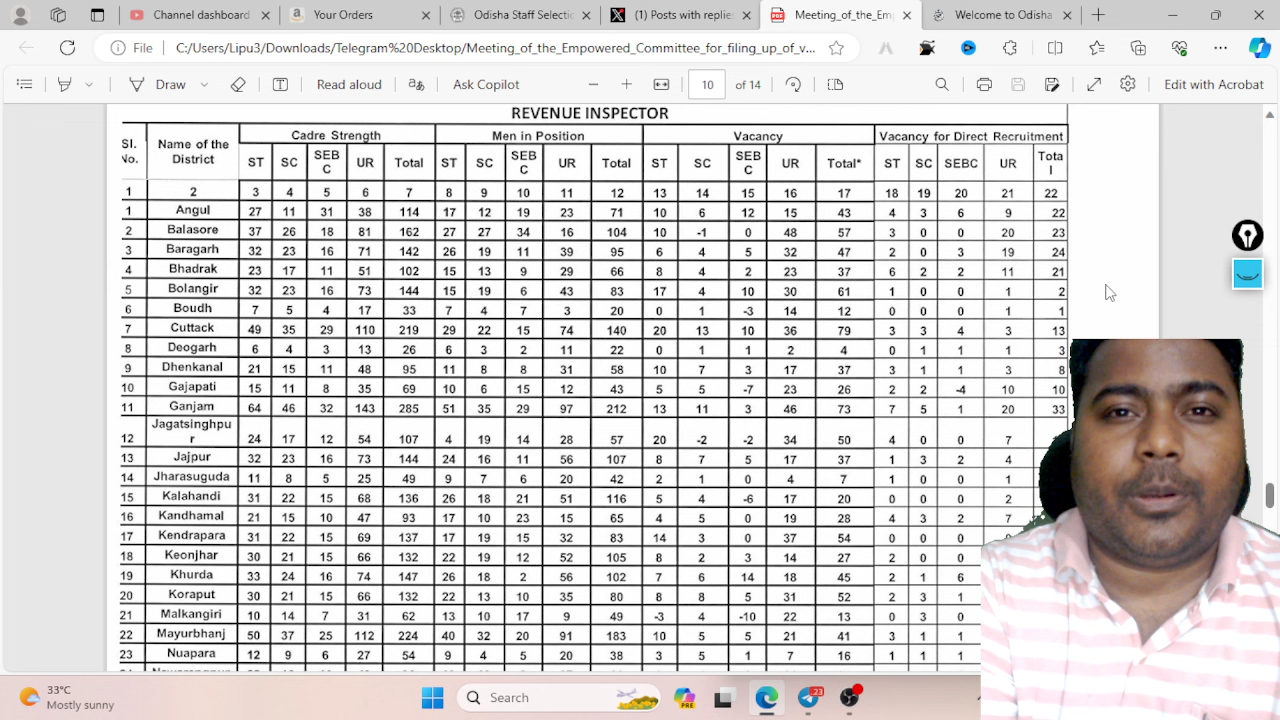 Channel dashboard
Your Orders
Odisha Staff Selectio
(1) Posts with replies
Meeting_of_the_Emp
Welcome to Odisha
File C:/Users/Lipu3/Downloads/Telegram%20Desktop/Meeting_of_the_Empowered_Committee_for_filing_up_of_v...
Draw Read aloud aあ Ask Copilot 10 of 14 Edit with Acrobat
REVENUE INSPECTOR
Sl. No. Name of the District Cadre Strength Men in Position Vacancy Vacancy for Direct Recruitment
ST SC SEB C UR Total ST SC SEB C UR Total ST SC SEB C UR Total* ST SC SEBC UR Tota l
1 2 3 4 5 6 7 8 9 10 11 12 13 14 15 16 17 18 19 20 21 22
1 Angul 27 11 31 38 114 17 12 19 23 71 10 6 12 15 43 4 3 6 9 22
2 Balasore 37 26 18 81 162 27 27 34 16 104 10 -1 0 48 57 3 0 0 20 23
3 Baragarh 32 23 16 71 142 26 19 11 39 95 6 4 5 32 47 2 0 3 19 24
4 Bhadrak 23 17 11 51 102 15 13 9 29 66 8 4 2 23 37 6 2 2 11 21
5 Bolangir 32 23 16 73 144 15 19 6 43 83 17 4 10 30 61 1 0 0 1 2
6 Boudh 7 5 4 17 33 7 4 7 3 20 0 1 -3 14 12 0 0 0 1 1
7 Cuttack 49 35 29 110 219 29 22 15 74 140 20 13 10 36 79 3 3 4 3 13
8 Deogarh 6 4 3 13 26 6 3 2 11 22 0 1 1 2 4 0 1 1 1 3
9 Dhenkanal 21 15 11 48 95 11 8 8 31 58 10 7 3 17 37 3 1 1 3 8
10 Gajapati 15 11 8 35 69 10 6 15 12 43 5 5 -7 23 26 2 2 -4 10 10
11 Ganjam 64 46 32 143 285 51 35 29 97 212 13 11 3 46 73 7 5 1 20 33
12 Jagatsinghpu r 24 17 12 54 107 4 19 14 28 57 20 -2 -2 34 50 4 0 0 7
13 Jajpur 32 23 16 73 144 24 16 11 56 107 8 7 5 17 37 1 3 2 4
14 Jharasuguda 11 8 5 25 49 9 7 6 20 42 2 1 0 4 7 1 0 0 1
15 Kalahandi 31 22 15 68 136 26 18 21 51 116 5 4 -6 17 20 0 0 0 2
16 Kandhamal 21 15 10 47 93 17 10 23 15 65 4 5 0 19 28 4 3 2 7
17 Kendrapara 31 22 15 69 137 17 19 15 32 83 14 3 0 37 54 0 0 0
18 Keonjhar 30 21 15 66 132 22 19 12 52 105 8 2 3 14 27 2 0 0
19 Khurda 33 24 16 74 147 26 18 2 56 102 7 6 14 18 45 2 1 6
20 Koraput 30 21 15 66 132 22 13 10 35 80 8 8 5 31 52 2 3 1
21 Malkangiri 10 14 7 31 62 13 10 17 9 49 -3 4 -10 22 13 0 3 0
22 Mayurbhanj 50 37 25 112 224 40 32 20 91 183 10 5 5 21 41 3 1 1
23 Nuapara 12 9 6 27 54 9 4 5 20 38 3 5 1 7 16 1 1 1
33°C
Mostly sunny
Search
PRE
23